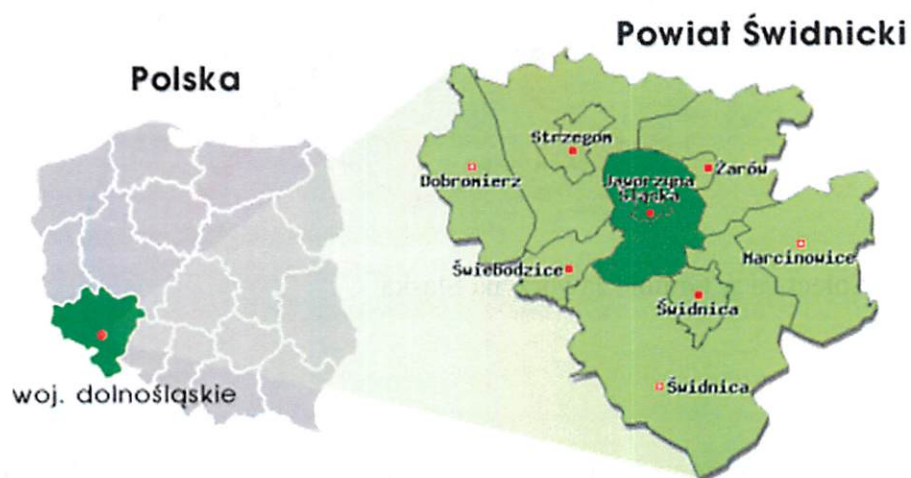 Powiat Świdnicki
Polska
Strzegom
Dobromierz
Jaworzyna
Śląska
Żarów
Marcinowice
Świebodzice
Świdnica
Świdnica
woj. dolnośląskie